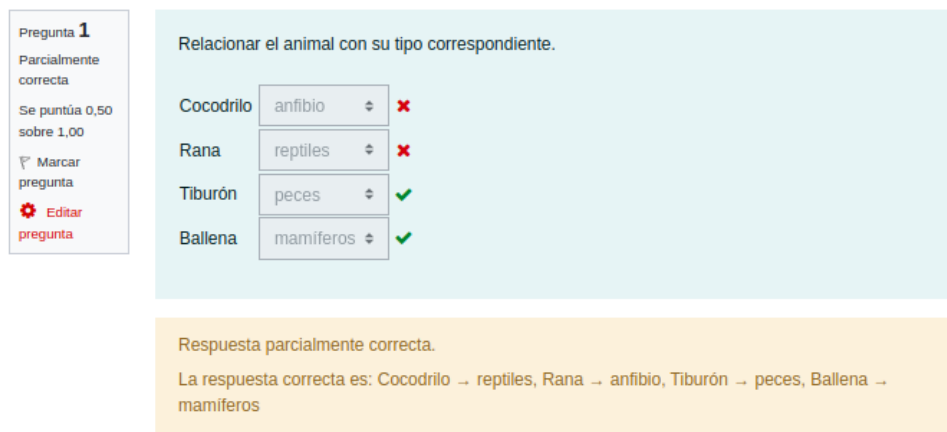 Pregunta 1
Parcialmente
correcta
Se puntúa 0,50
sobre 1,00
Marcar
pregunta
Editar
pregunta
Relacionar el animal con su tipo correspondiente.
Cocodrilo anfibio
Rana reptiles
Tiburón peces
Ballena mamíferos
Respuesta parcialmente correcta.
La respuesta correcta es: Cocodrilo → reptiles, Rana → anfibio, Tiburón → peces, Ballena →
mamíferos